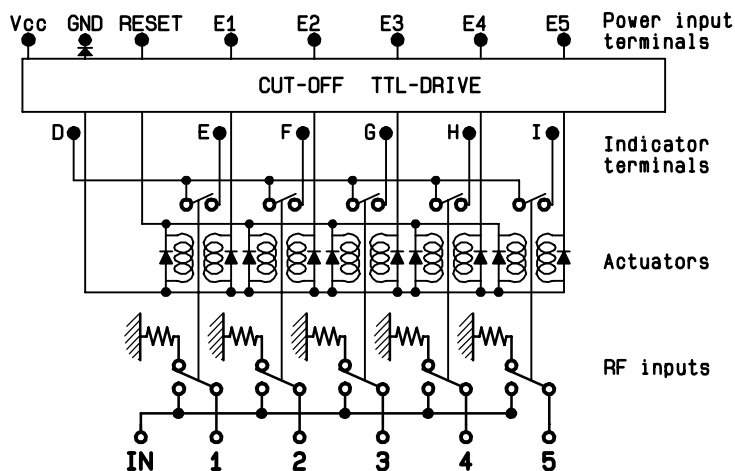 Vcc GND RESET E1 E2 E3 E4 E5 Power input
terminals
CUT-OFF TTL-DRIVE
D E F G H I Indicator
terminals
Actuators
RF inputs
IN 1 2 3 4 5